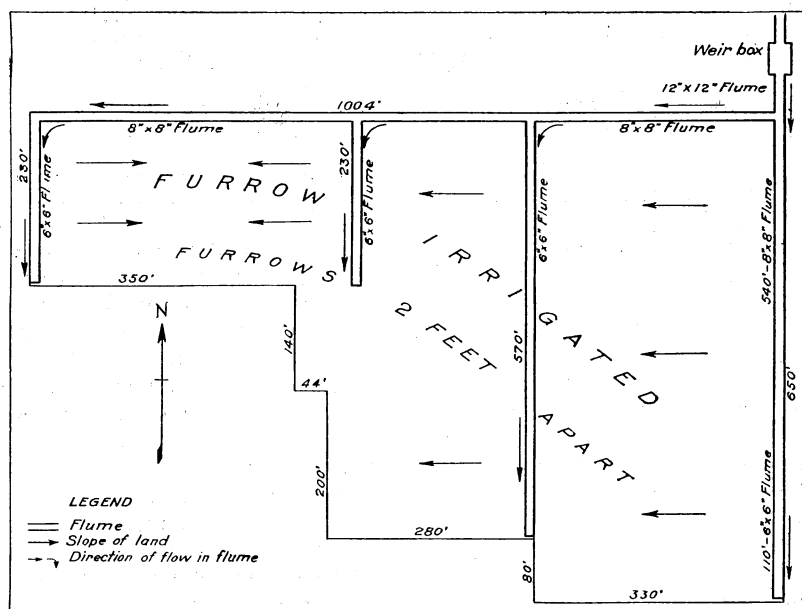 Weir box
12"x12" Flume
1004'
8"x8" Flume
8"x8" Flume
230'
6"x6" Flume
230'
6"x6" Flume
6"x6" Flume
540'-8"x8" Flume
FURROW
IRRIGATED
FURROWS
2 FEET
APART
350'
N
140'
44'
200'
570'
650'
110'-6"x6" Flume
280'
80'
330'
LEGEND
Flume
Slope of land
Direction of flow in flume